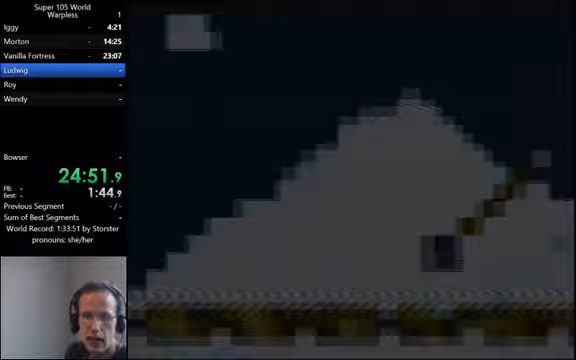 Super 105 World
Warpless 1
Iggy - 4:21
Morton - 14:25
Vanilla Fortress - 23:07
Ludwig -
Roy -
Wendy -
Bowser -
24:51.9
PB: -
Best: - 1:44.9
Previous Segment - / -
Sum of Best Segments -
World Record: 1:33:51 by Storster
pronouns: she/her